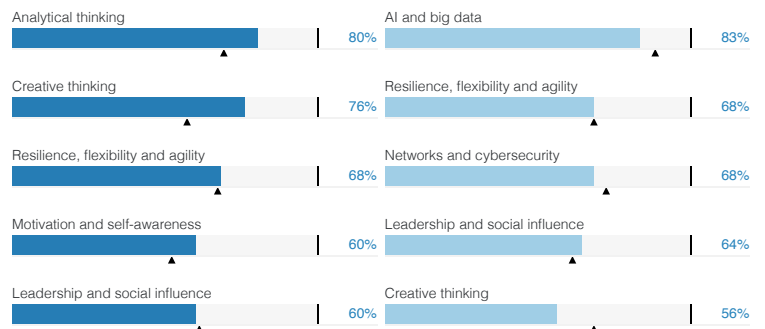 Analytical thinking
80%
Creative thinking
76%
Resilience, flexibility and agility
68%
Motivation and self-awareness
60%
Leadership and social influence
60%
AI and big data
83%
Resilience, flexibility and agility
68%
Networks and cybersecurity
68%
Leadership and social influence
64%
Creative thinking
56%